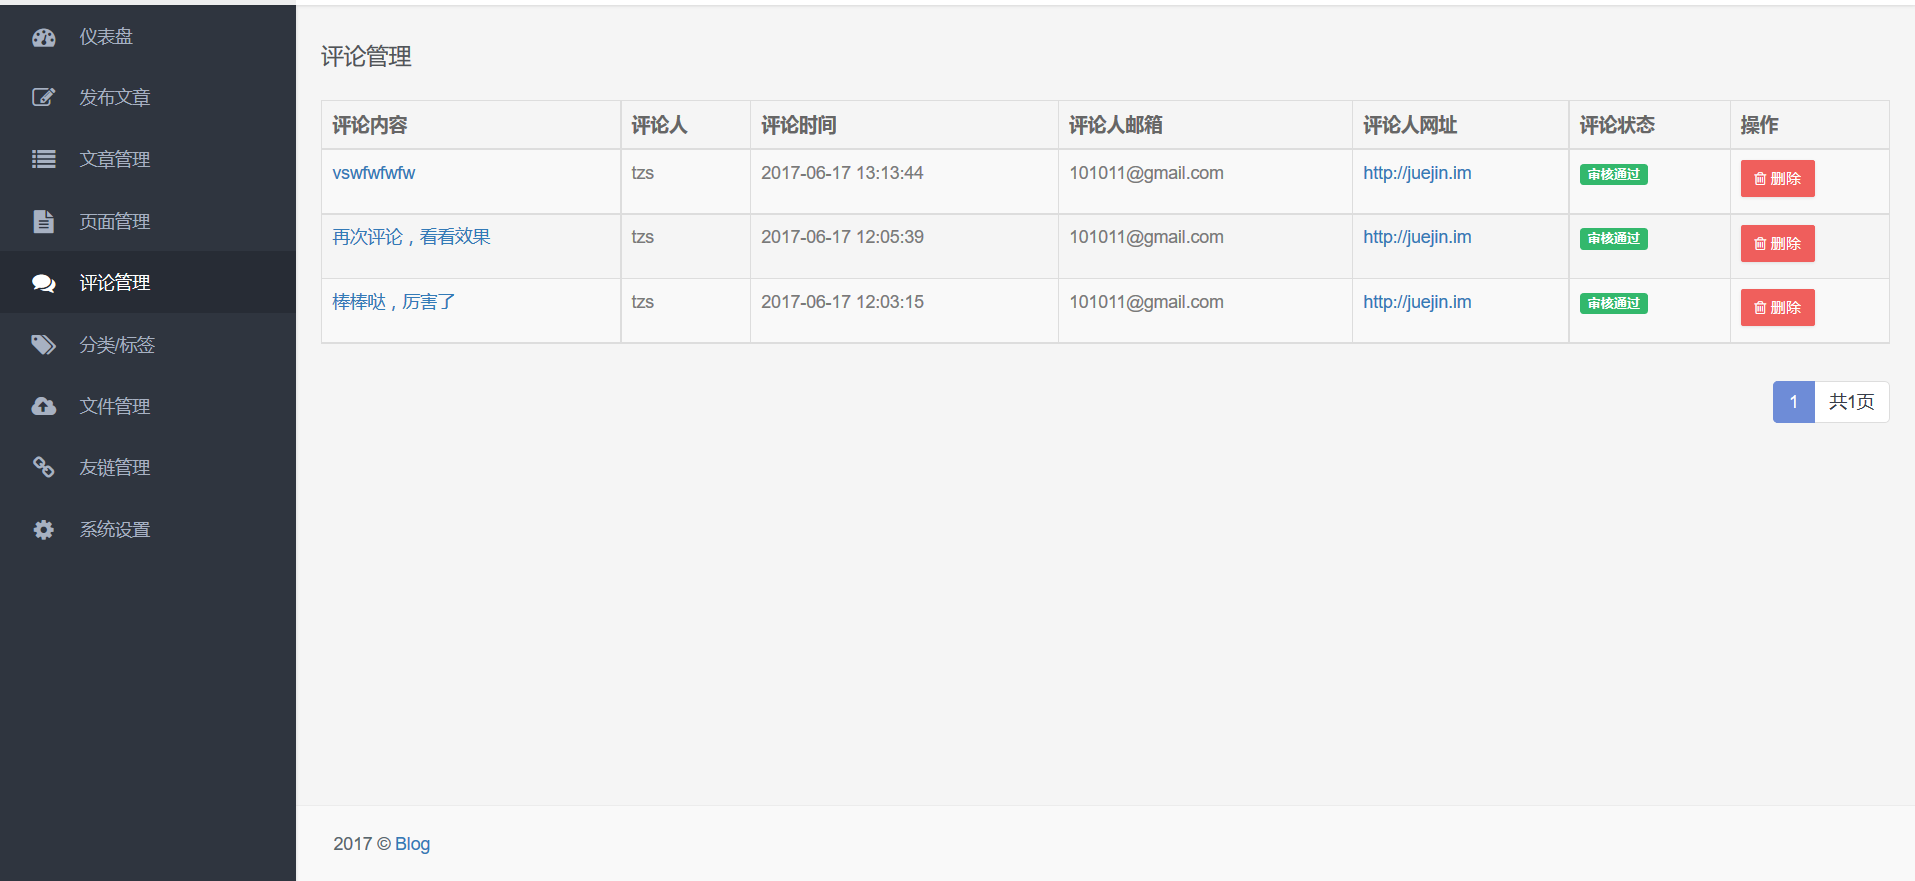 仪表盘
发布文章
文章管理
页面管理
评论管理
分类/标签
文件管理
友链管理
系统设置
评论管理
评论内容 评论人 评论时间 评论人邮箱 评论人网址 评论状态 操作
vswfwfwfw tzs 2017-06-17 13:13:44 101011@gmail.com http://juejin.im 审核通过 删除
再次评论，看看效果 tzs 2017-06-17 12:05:39 101011@gmail.com http://juejin.im 审核通过 删除
棒棒哒，厉害了 tzs 2017-06-17 12:03:15 101011@gmail.com http://juejin.im 审核通过 删除
1 共1页
2017 © Blog